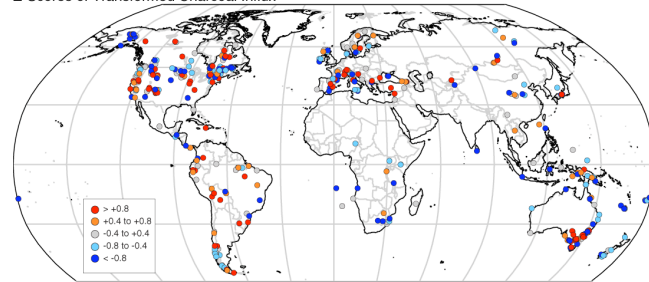 Z Scores of Transformed Charcoal Influx
> +0.8
+0.4 to +0.8
-0.4 to +0.4
-0.8 to -0.4
< -0.8